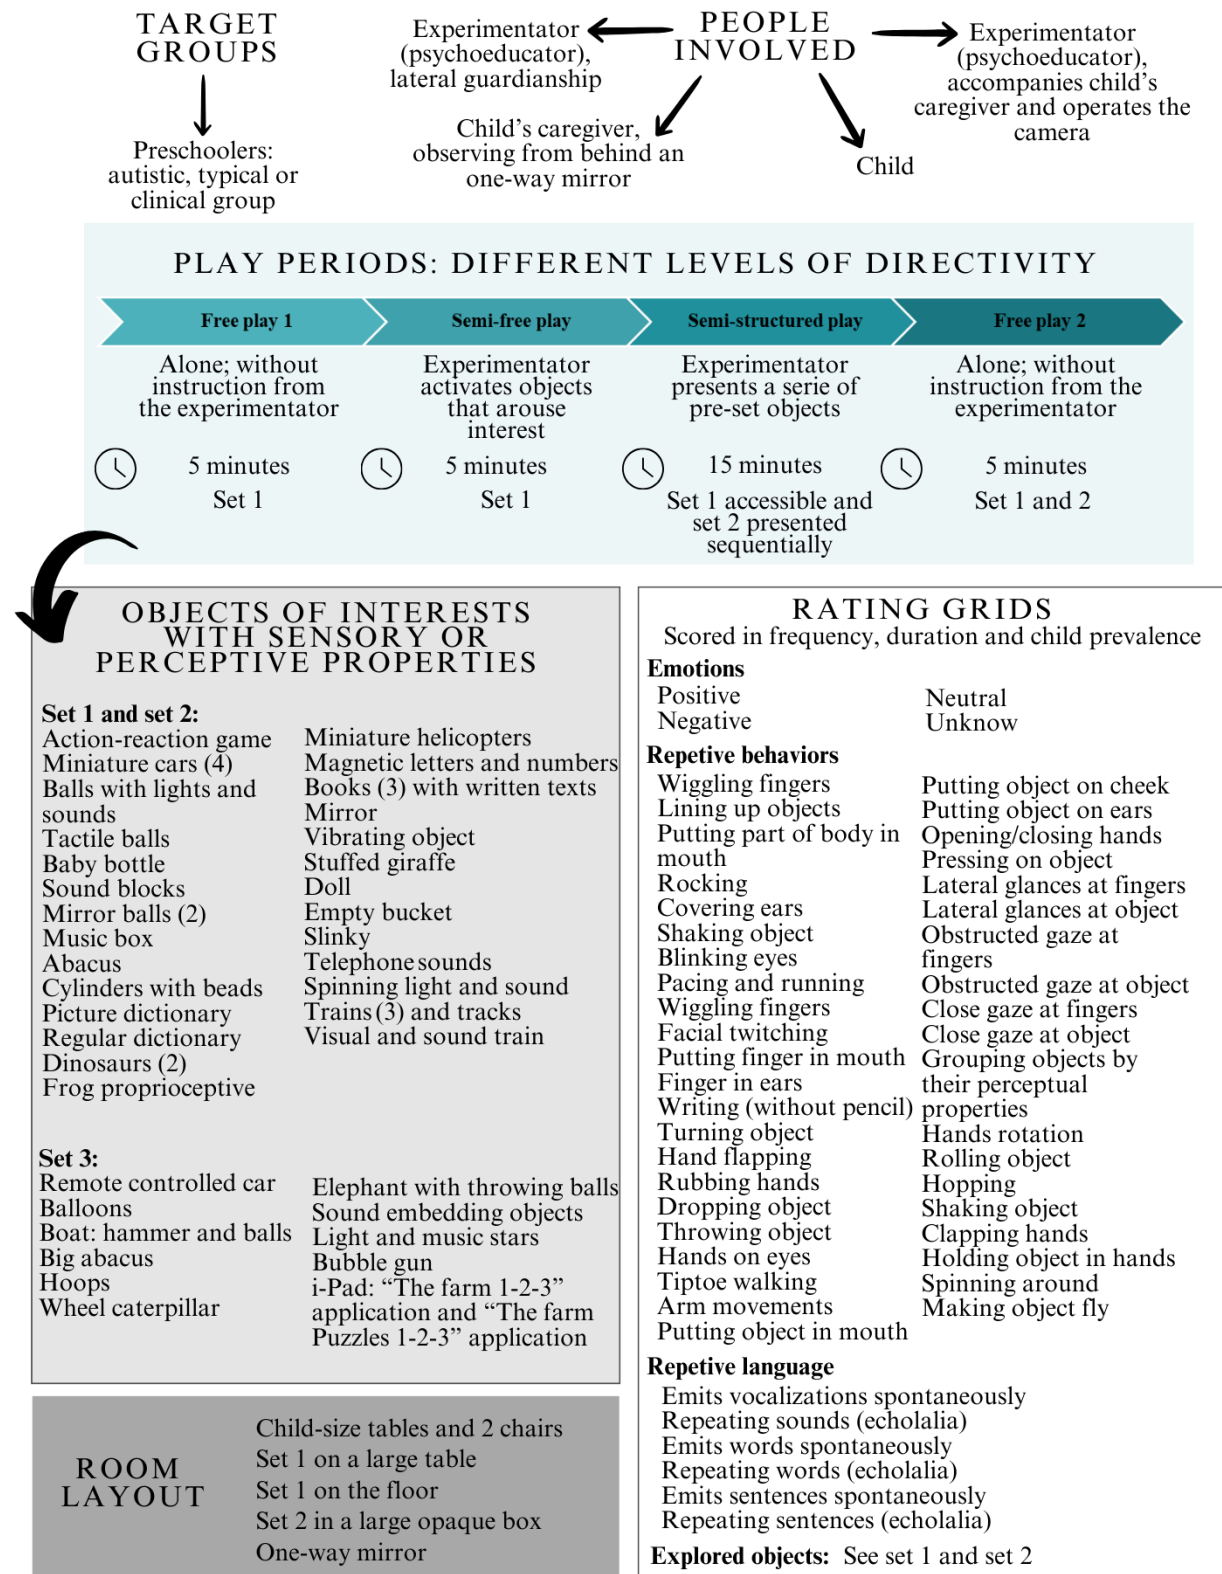 TARGET
GROUPS
Preschoolers:
autistic, typical or
clinical group
PEOPLE
INVOLVED
Experimentator
(psychoeducator),
lateral guardianship
Child’s caregiver,
observing from behind an
one-way mirror
Child
Experimentator
(psychoeducator),
accompanies child’s
caregiver and operates the
camera
PLAY PERIODS: DIFFERENT LEVELS OF DIRECTIVITY
Free play 1
Alone; without
instruction from
the experimentator
5 minutes
Set 1
Semi-free play
Experimentator
activates objects
that arouse
interest
5 minutes
Set 1
Semi-structured play
Experimentator
presents a serie of
pre-set objects
15 minutes
Set 1 accessible and
set 2 presented
sequentially
Free play 2
Alone; without
instruction from the
experimentator
5 minutes
Set 1 and 2
OBJECTS OF INTERESTS
WITH SENSORY OR
PERCEPTIVE PROPERTIES
Set 1 and set 2:
Action-reaction game
Miniature cars (4)
Balls with lights and
sounds
Tactile balls
Baby bottle
Sound blocks
Mirror balls (2)
Music box
Abacus
Cylinders with beads
Picture dictionary
Regular dictionary
Dinosaurs (2)
Frog proprioceptive
Miniature helicopters
Magnetic letters and numbers
Books (3) with written texts
Mirror
Vibrating object
Stuffed giraffe
Doll
Empty bucket
Slinky
Telephone sounds
Spinning light and sound
Trains (3) and tracks
Visual and sound train
Set 3:
Remote controlled car
Balloons
Boat: hammer and balls
Big abacus
Hoops
Wheel caterpillar
Elephant with throwing balls
Sound embedding objects
Light and music stars
Bubble gun
i-Pad: “The farm 1-2-3”
application and “The farm
Puzzles 1-2-3” application
ROOM
LAYOUT
Child-size tables and 2 chairs
Set 1 on a large table
Set 1 on the floor
Set 2 in a large opaque box
One-way mirror
RATING GRIDS
Scored in frequency, duration and child prevalence
Emotions
Positive
Negative
Neutral
Unknow
Repetive behaviors
Wiggling fingers
Lining up objects
Putting part of body in
mouth
Rocking
Covering ears
Shaking object
Blinking eyes
Pacing and running
Wiggling fingers
Facial twitching
Putting finger in mouth
Finger in ears
Writing (without pencil)
Turning object
Hand flapping
Rubbing hands
Dropping object
Throwing object
Hands on eyes
Tiptoe walking
Arm movements
Putting object in mouth
Putting object on cheek
Putting object on ears
Opening/closing hands
Pressing on object
Lateral glances at fingers
Lateral glances at object
Obstructed gaze at
fingers
Obstructed gaze at object
Close gaze at fingers
Close gaze at object
Grouping objects by
their perceptual
properties
Hands rotation
Rolling object
Hopping
Shaking object
Clapping hands
Holding object in hands
Spinning around
Making object fly
Repetive language
Emits vocalizations spontaneously
Repeating sounds (echolalia)
Emits words spontaneously
Repeating words (echolalia)
Emits sentences spontaneously
Repeating sentences (echolalia)
Explored objects: See set 1 and set 2